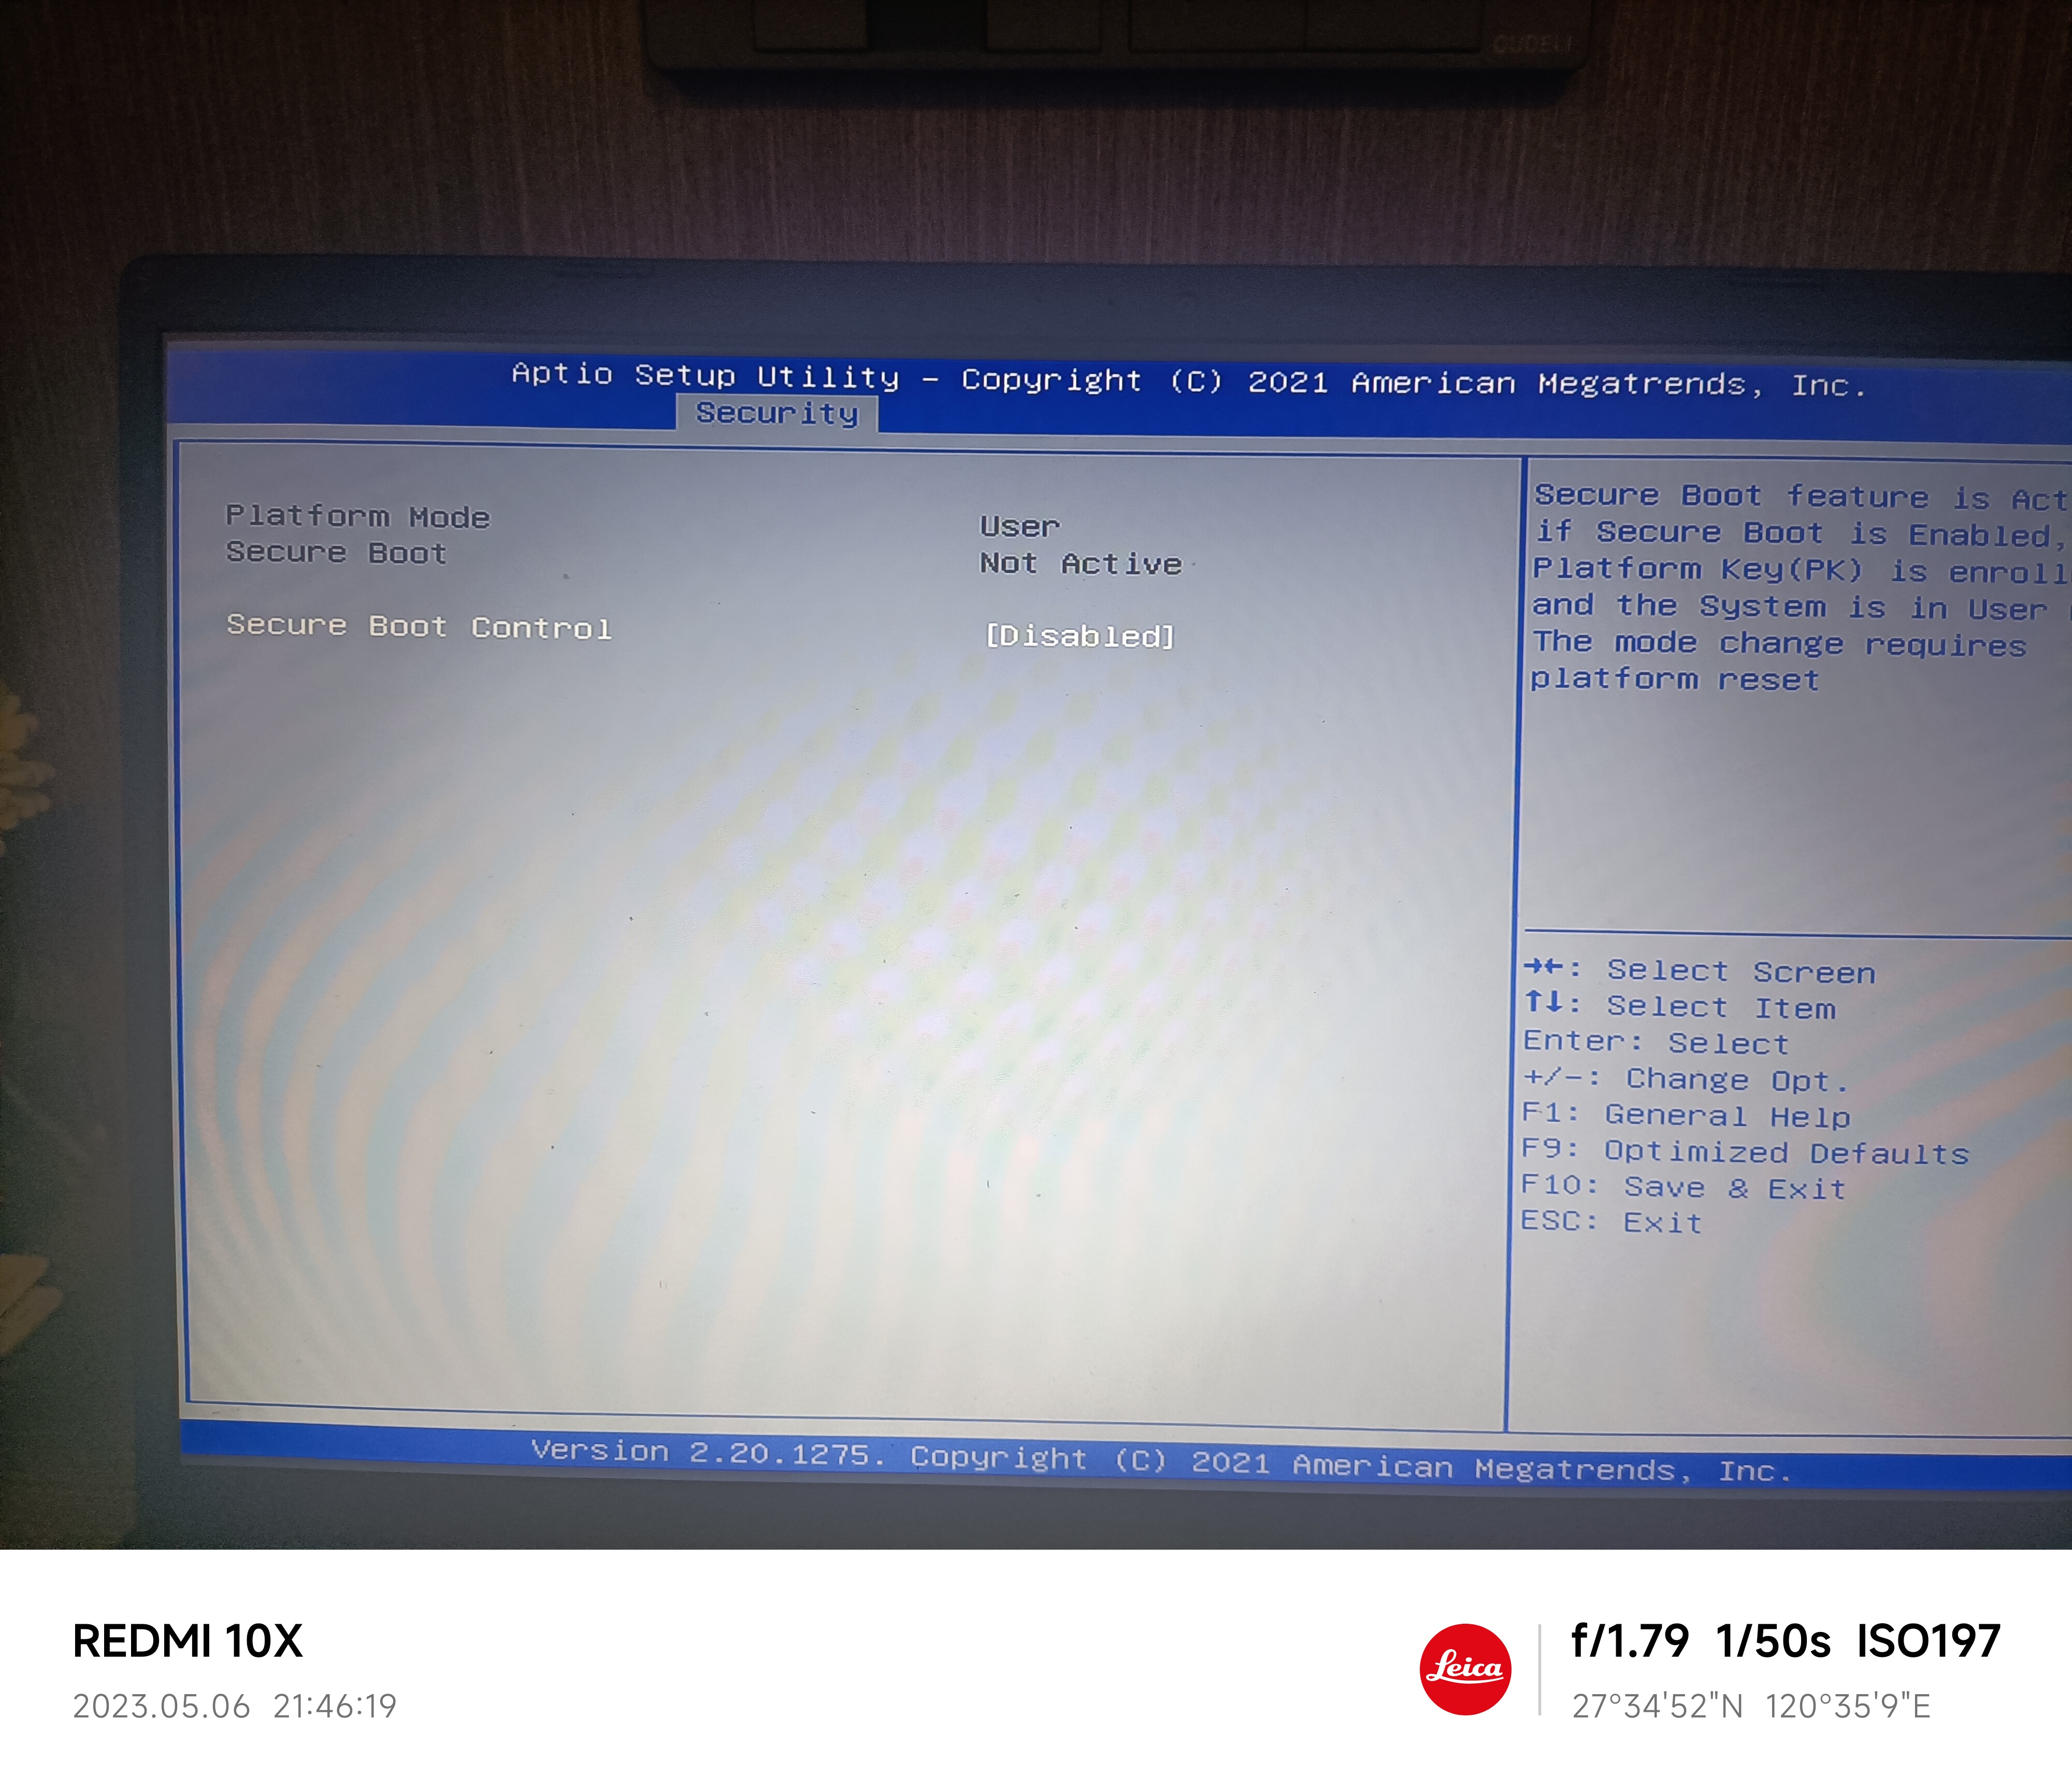 OUDELI
Aptio Setup Utility - Copyright (C) 2021 American Megatrends, Inc.
Security
Platform Mode User
Secure Boot Not Active
Secure Boot Control [Disabled]
Secure Boot feature is Act
if Secure Boot is Enabled,
Platform Key(PK) is enroll
and the System is in User
The mode change requires
platform reset
→←: Select Screen
↑↓: Select Item
Enter: Select
+/-: Change Opt.
F1: General Help
F9: Optimized Defaults
F10: Save & Exit
ESC: Exit
Version 2.20.1275. Copyright (C) 2021 American Megatrends, Inc.
REDMI 10X
2023.05.06 21:46:19
Leica
f/1.79 1/50s ISO197
27°34'52"N 120°35'9"E